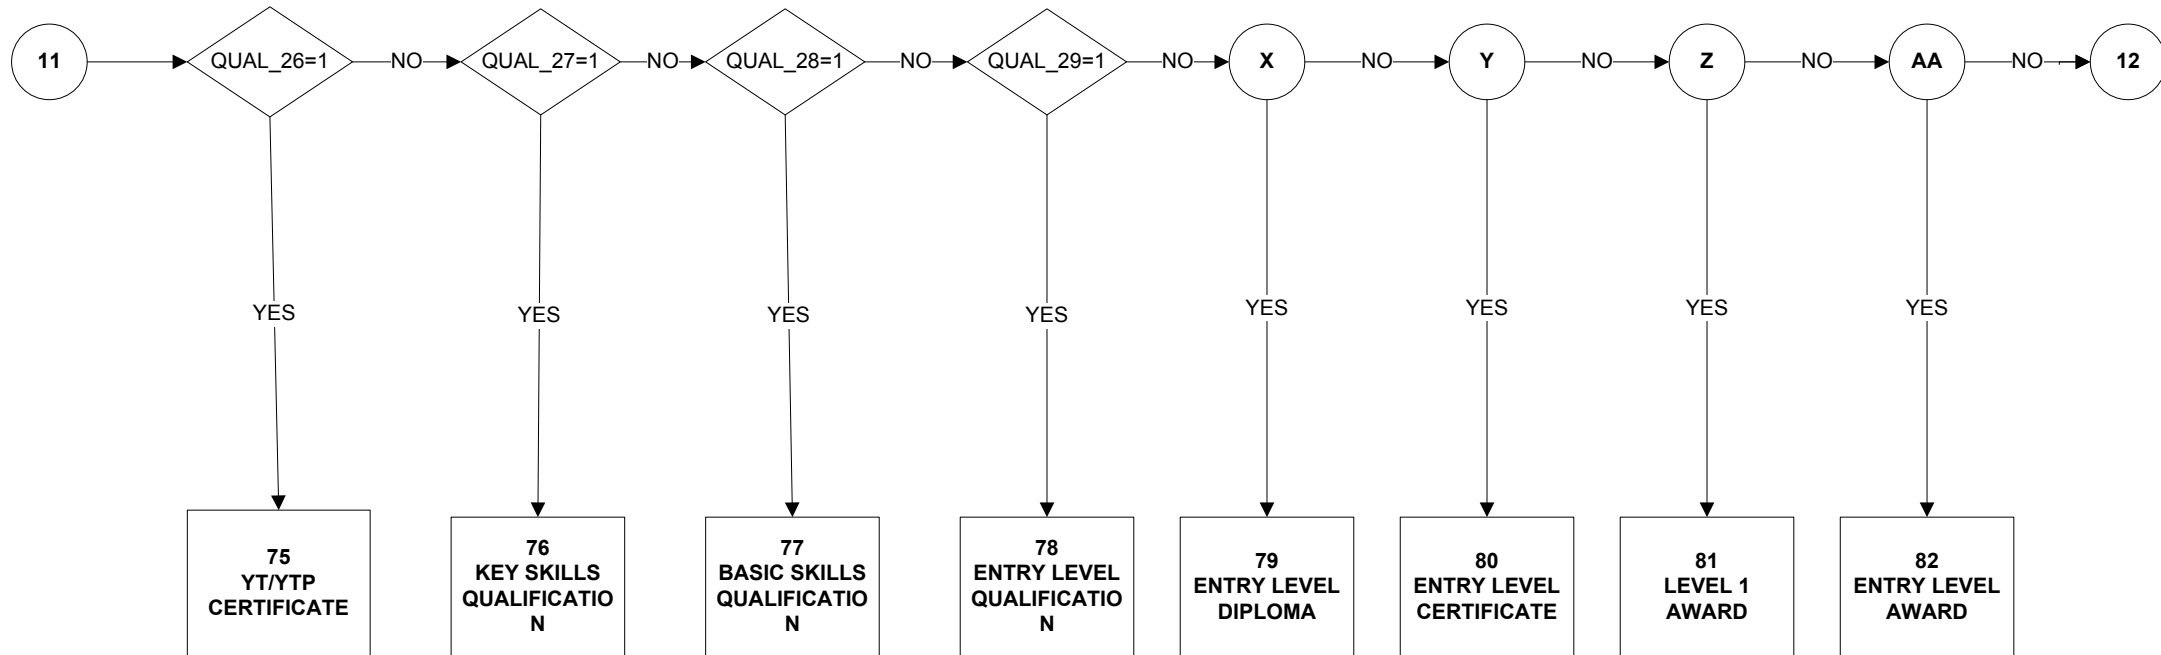 11
QUAL_26=1
NO
QUAL_27=1
NO
QUAL_28=1
NO
QUAL_29=1
NO
X
NO
Y
NO
Z
NO
AA
NO
12
YES
YES
YES
YES
YES
YES
YES
YES
75
YT/YTP
CERTIFICATE
76
KEY SKILLS
QUALIFICATIO
N
77
BASIC SKILLS
QUALIFICATIO
N
78
ENTRY LEVEL
QUALIFICATIO
N
79
ENTRY LEVEL
DIPLOMA
80
ENTRY LEVEL
CERTIFICATE
81
LEVEL 1
AWARD
82
ENTRY LEVEL
AWARD